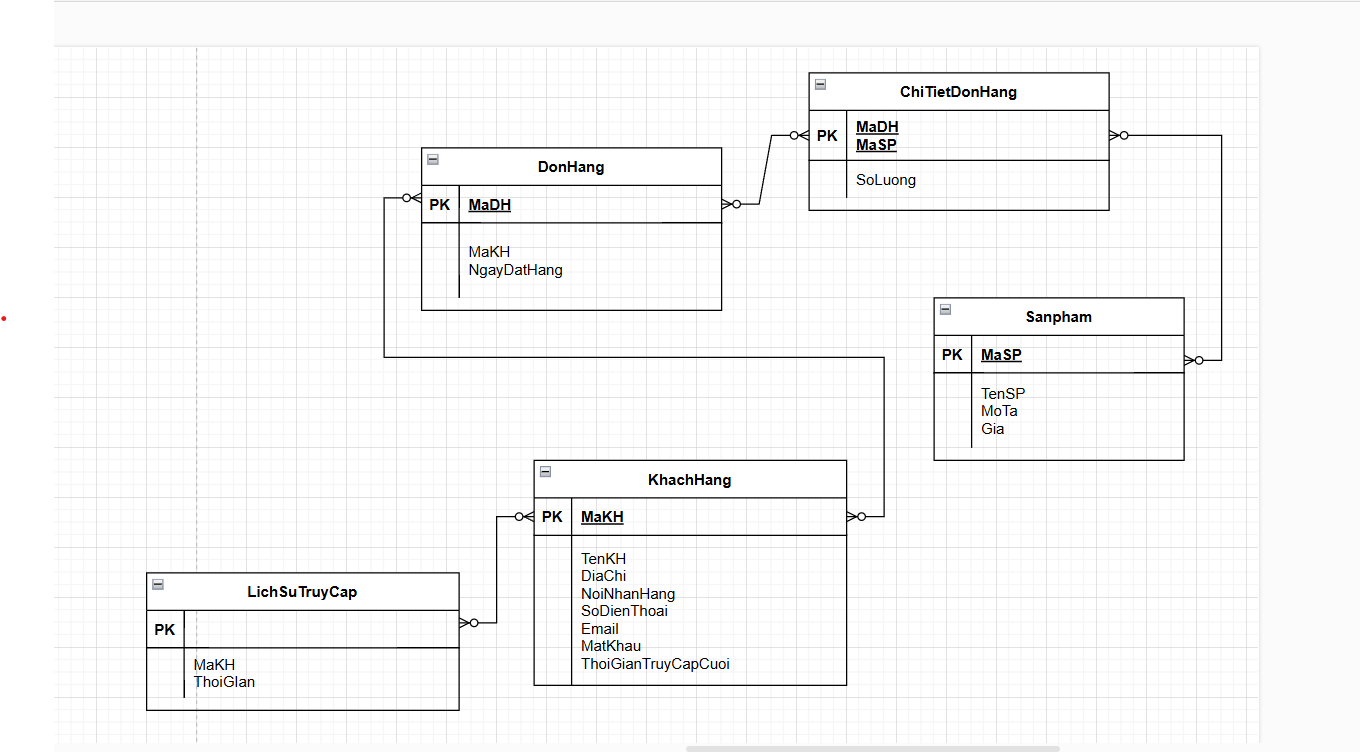 ChiTietDonHang
PK
MaDH
MaSP
SoLuong
DonHang
PK
MaDH
MaKH
NgayDatHang
Sanpham
PK
MaSP
TenSP
MoTa
Gia
KhachHang
PK
MaKH
TenKH
DiaChi
NoiNhanHang
SoDienThoai
Email
MatKhau
ThoiGianTruyCapCuoi
LichSuTruyCap
PK
MaKH
ThoiGIan